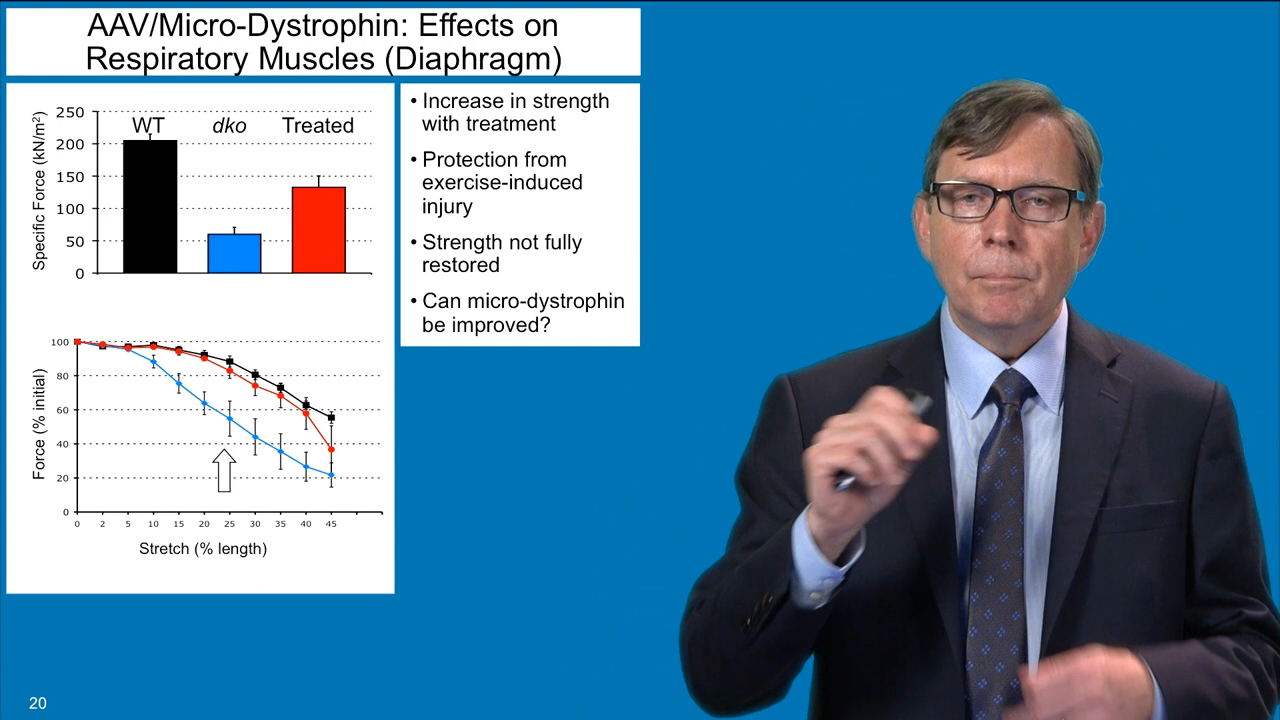 AAV/Micro-Dystrophin: Effects on
Respiratory Muscles (Diaphragm)
Specific Force (kN/m²)
250
200
150
100
50
0
WT dko Treated
Force (% initial)
100
80
60
40
20
0
0 2 5 10 15 20 25 30 35 40 45
Stretch (% length)
• Increase in strength
with treatment
• Protection from
exercise-induced
injury
• Strength not fully
restored
• Can micro-dystrophin
be improved?
20